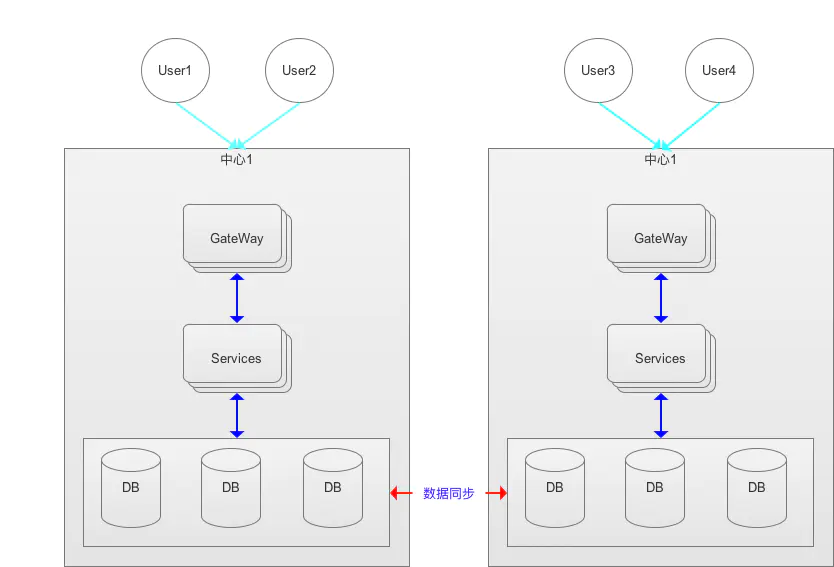 User1
User2
User3
User4
中心1
中心1
GateWay
GateWay
Services
Services
DB
DB
DB
数据同步
DB
DB
DB